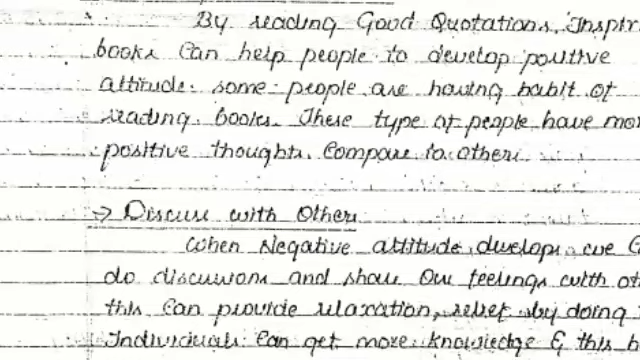 By reading Good Quotations, Inspir
books Can help people to develop positive
attitude. some people are having habit of
reading books. These type of people have mor
positive thoughts. Compare to others.
→ Discuss with Others
When Negative attitude develops, we C
do discussions and share Our feelings with ot
this Can provide relaxation, relief by doing
Individuals Can get more knowledge & this h